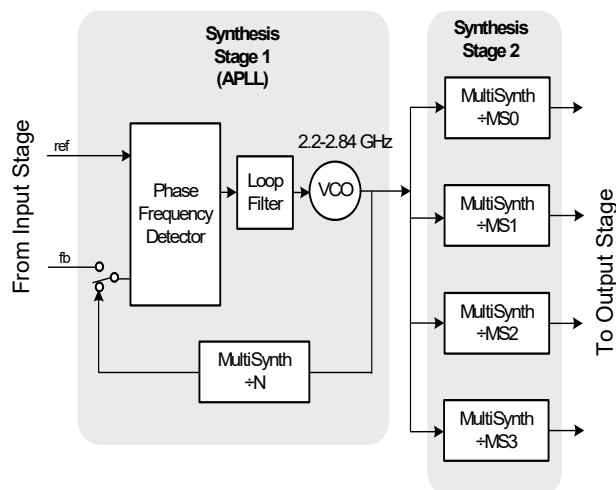 Synthesis
Stage 1
(APLL)
Synthesis
Stage 2
From Input Stage
ref
fb
Phase
Frequency
Detector
Loop
Filter
2.2-2.84 GHz
VCO
MultiSynth
÷N
MultiSynth
÷MS0
MultiSynth
÷MS1
MultiSynth
÷MS2
MultiSynth
÷MS3
To Output Stage